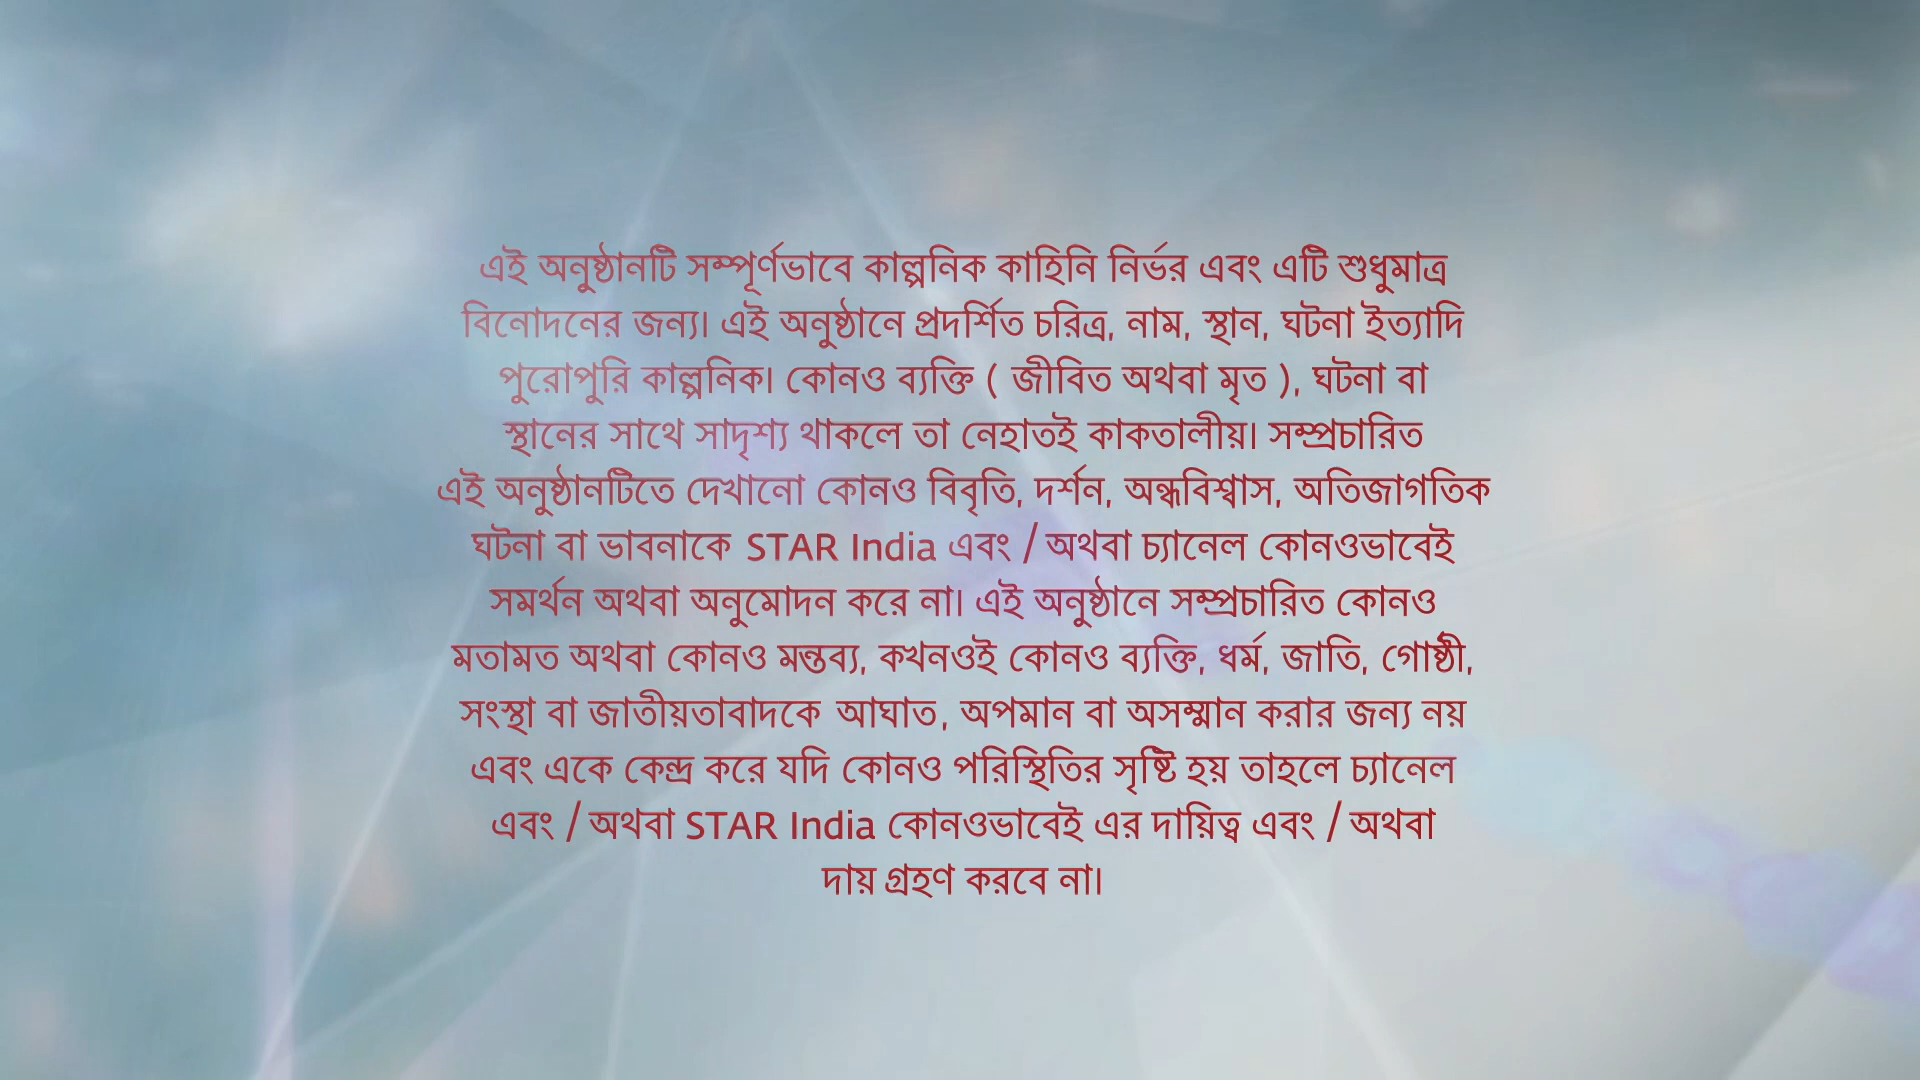 এই অনুষ্ঠানটি সম্পূর্ণভাবে কাল্পনিক কাহিনি নির্ভর এবং এটি শুধুমাত্র
বিনোদনের জন্য। এই অনুষ্ঠানে প্রদর্শিত চরিত্র, নাম, স্থান, ঘটনা ইত্যাদি
পুরোপুরি কাল্পনিক। কোনও ব্যক্তি ( জীবিত অথবা মৃত ), ঘটনা বা
স্থানের সাথে সাদৃশ্য থাকলে তা নেহাতই কাকতালীয়। সম্প্রচারিত
এই অনুষ্ঠানটিতে দেখানো কোনও বিবৃতি, দর্শন, অন্ধবিশ্বাস, অতিজাগতিক
ঘটনা বা ভাবনাকে STAR India এবং / অথবা চ্যানেল কোনওভাবেই
সমর্থন অথবা অনুমোদন করে না। এই অনুষ্ঠানে সম্প্রচারিত কোনও
মতামত অথবা কোনও মন্তব্য, কখনওই কোনও ব্যক্তি, ধর্ম, জাতি, গোষ্ঠী,
সংস্থা বা জাতীয়তাবাদকে আঘাত, অপমান বা অসম্মান করার জন্য নয়
এবং একে কেন্দ্র করে যদি কোনও পরিস্থিতির সৃষ্টি হয় তাহলে চ্যানেল
এবং / অথবা STAR India কোনওভাবেই এর দায়িত্ব এবং / অথবা
দায় গ্রহণ করবে না।